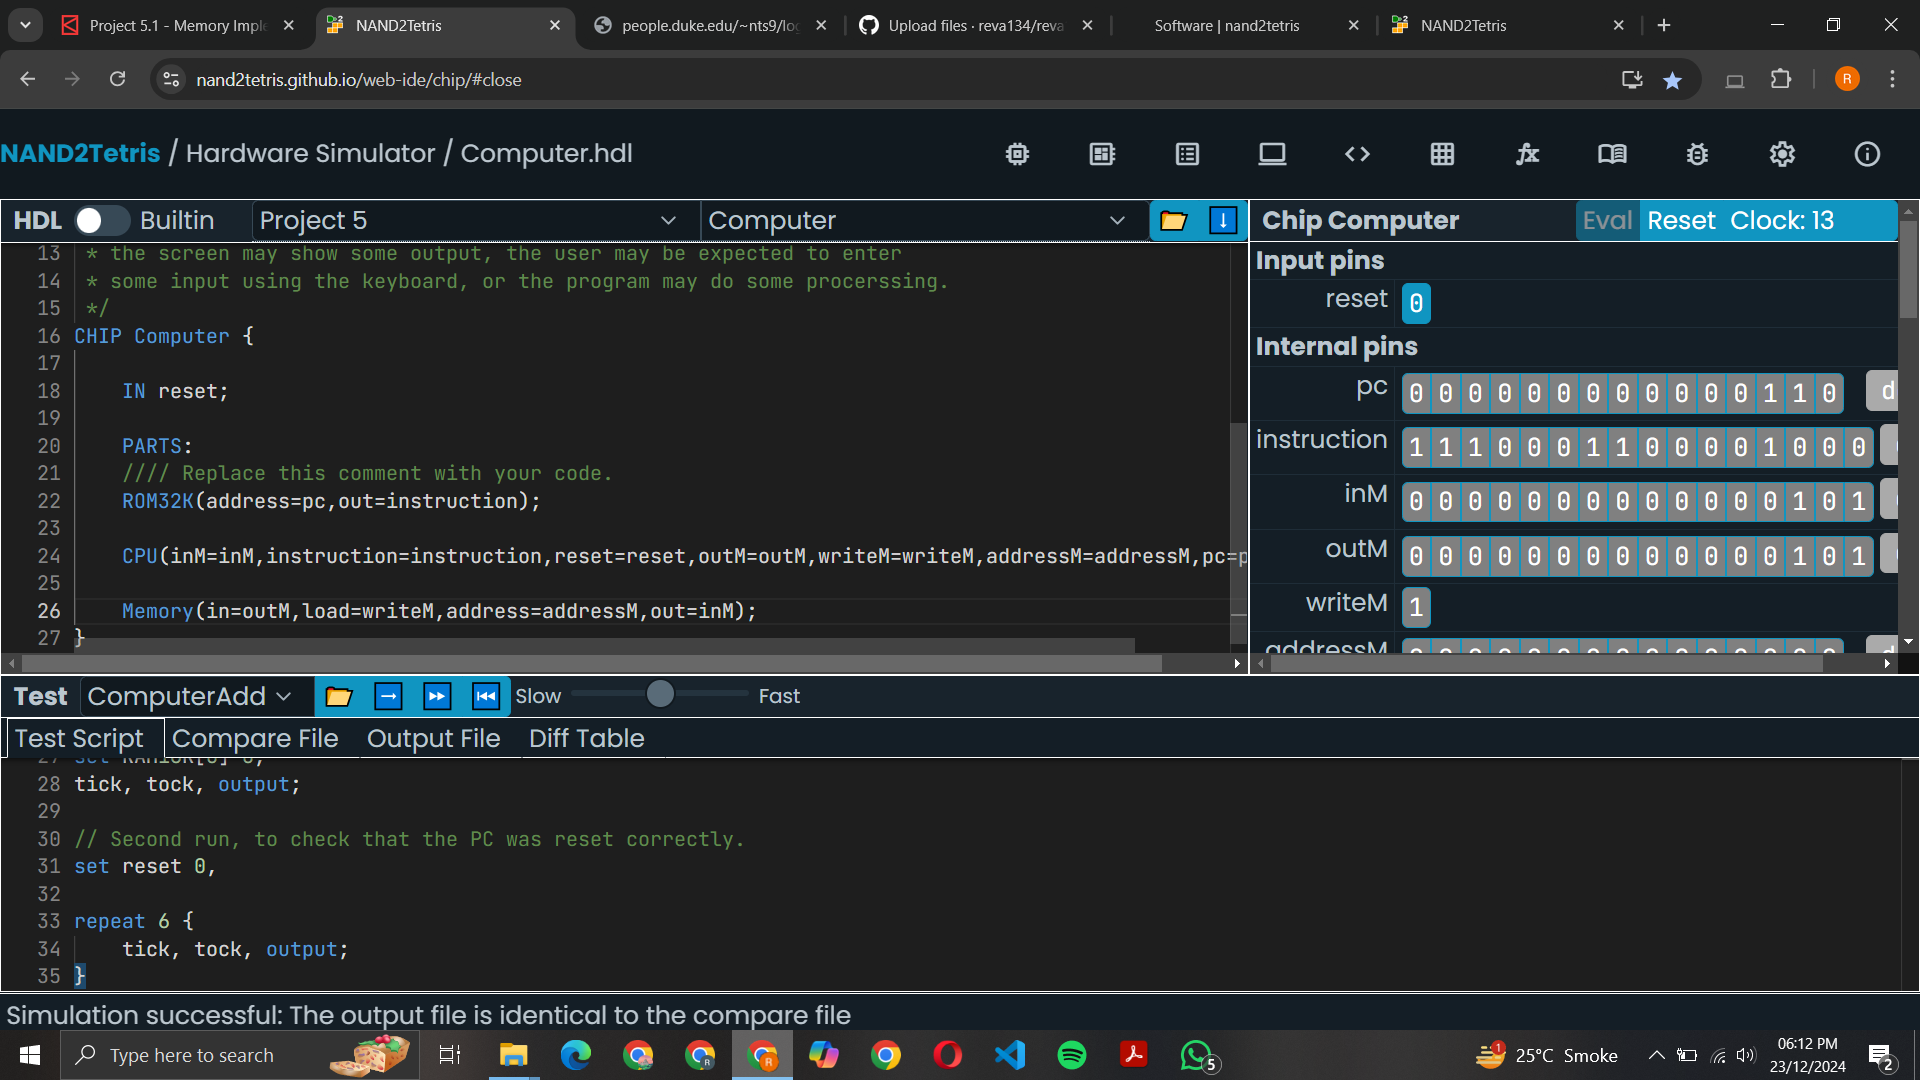 Project 5.1 - Memory Imple
NAND2Tetris
people.duke.edu/~nts9/log
Upload files · reva134/reva
Software | nand2tetris
NAND2Tetris
nand2tetris.github.io/web-ide/chip/#close
R
NAND2Tetris / Hardware Simulator / Computer.hdl
HDL Builtin Project 5 Computer
13 * the screen may show some output, the user may be expected to enter
14 * some input using the keyboard, or the program may do some procerssing.
15 */
16 CHIP Computer {
17
18 IN reset;
19
20 PARTS:
21 //// Replace this comment with your code.
22 ROM32K(address=pc,out=instruction);
23
24 CPU(inM=inM,instruction=instruction,reset=reset,outM=outM,writeM=writeM,addressM=addressM,pc=p
25
26 Memory(in=outM,load=writeM,address=addressM,out=inM);
27 }
Chip Computer Eval Reset Clock: 13
Input pins
reset 0
Internal pins
pc 0 0 0 0 0 0 0 0 0 0 0 0 1 1 0 d
instruction 1 1 1 0 0 0 1 1 0 0 0 0 1 0 0 0
inM 0 0 0 0 0 0 0 0 0 0 0 0 0 1 0 1
outM 0 0 0 0 0 0 0 0 0 0 0 0 0 1 0 1
writeM 1
addressM
Test ComputerAdd Slow Fast
Test Script Compare File Output File Diff Table
27 set RAM16K[0] 0,
28 tick, tock, output;
29
30 // Second run, to check that the PC was reset correctly.
31 set reset 0,
32
33 repeat 6 {
34 tick, tock, output;
35 }
Simulation successful: The output file is identical to the compare file
Type here to search
5
1
25°C Smoke
06:12 PM
23/12/2024
2